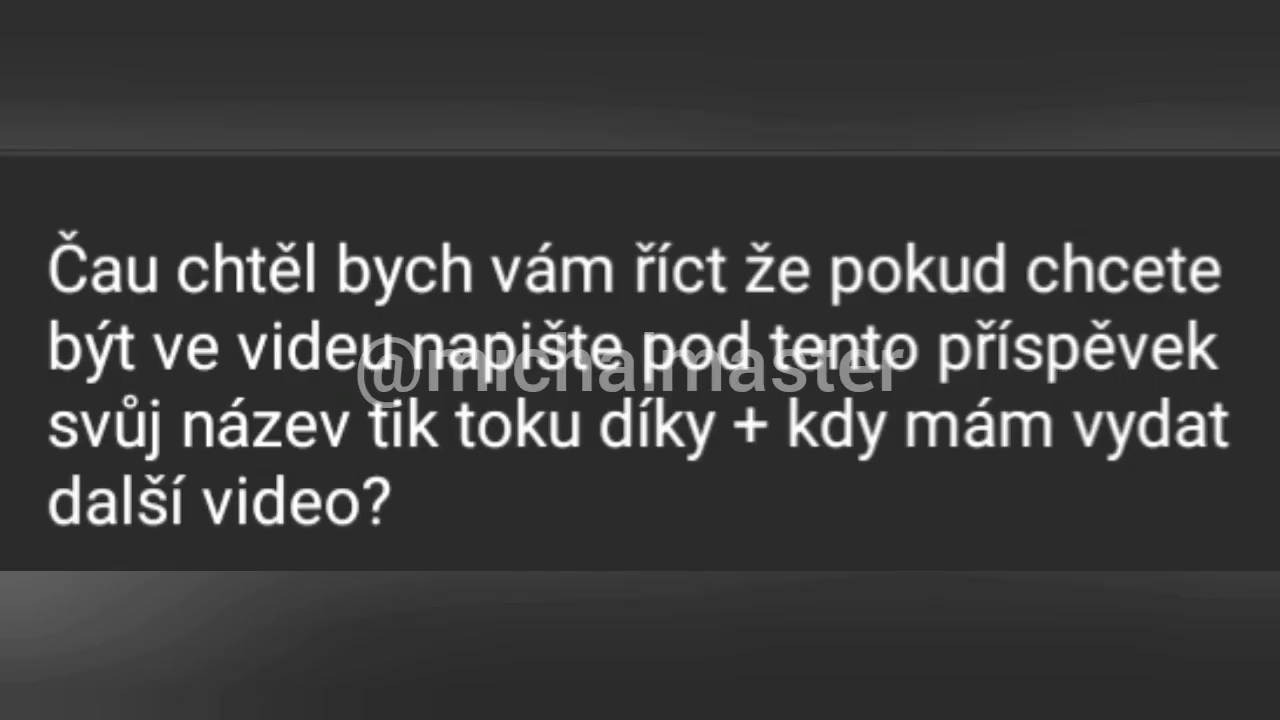 Čau chtěl bych vám říct že pokud chcete
být ve videu napište pod tento příspěvek
@michalmaster
svůj název tik toku díky + kdy mám vydat
další video?